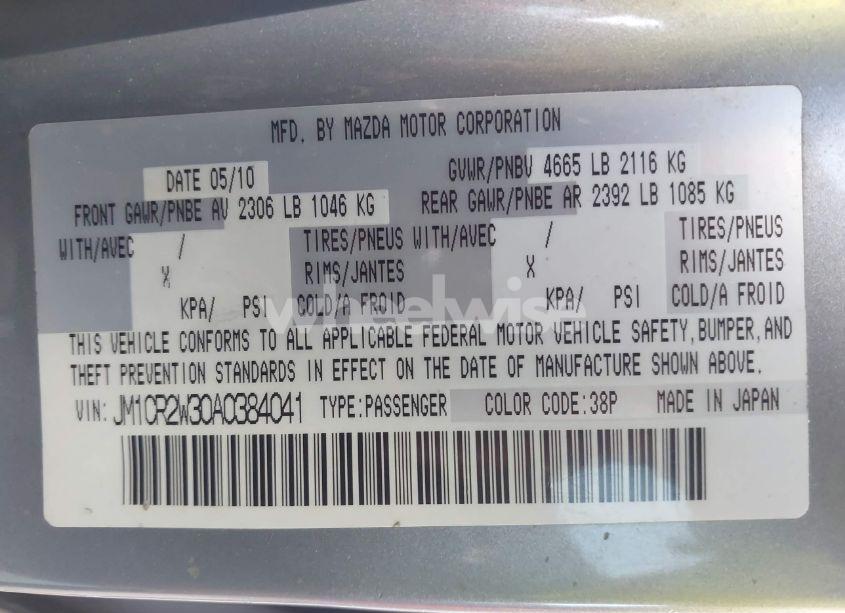 MFD. BY MAZDA MOTOR CORPORATION
DATE 05/10 GVWR/PNBV 4665 LB 2116 KG
FRONT GAWR/PNBE AV 2306 LB 1046 KG REAR GAWR/PNBE AR 2392 LB 1085 KG
WITH/AVEC / TIRES/PNEUS WITH/AVEC / TIRES/PNEUS
X RIMS/JANTES X RIMS/JANTES
KPA/ PSI COLD/A FROID KPA/ PSI COLD/A FROID
wheelwise
THIS VEHICLE CONFORMS TO ALL APPLICABLE FEDERAL MOTOR VEHICLE SAFETY, BUMPER, AND
THEFT PREVENTION STANDARDS IN EFFECT ON THE DATE OF MANUFACTURE SHOWN ABOVE.
VIN: JM1CR2W30A0384041 TYPE:PASSENGER COLOR CODE:38P MADE IN JAPAN